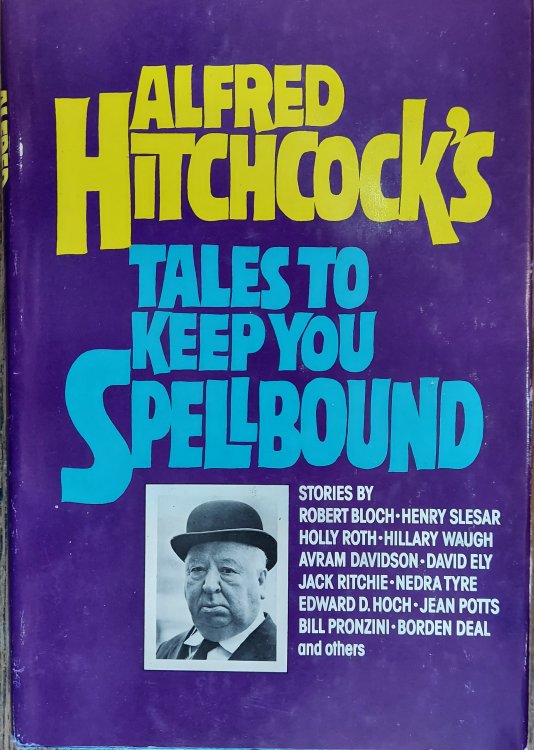 ALFRED
HITCHCOCK'S
TALES TO
KEEP YOU
SPELLBOUND
STORIES BY
ROBERT BLOCH • HENRY SLESAR
HOLLY ROTH • HILLARY WAUGH
AVRAM DAVIDSON • DAVID ELY
JACK RITCHIE • NEDRA TYRE
EDWARD D. HOCH • JEAN POTTS
BILL PRONZINI • BORDEN DEAL
and others